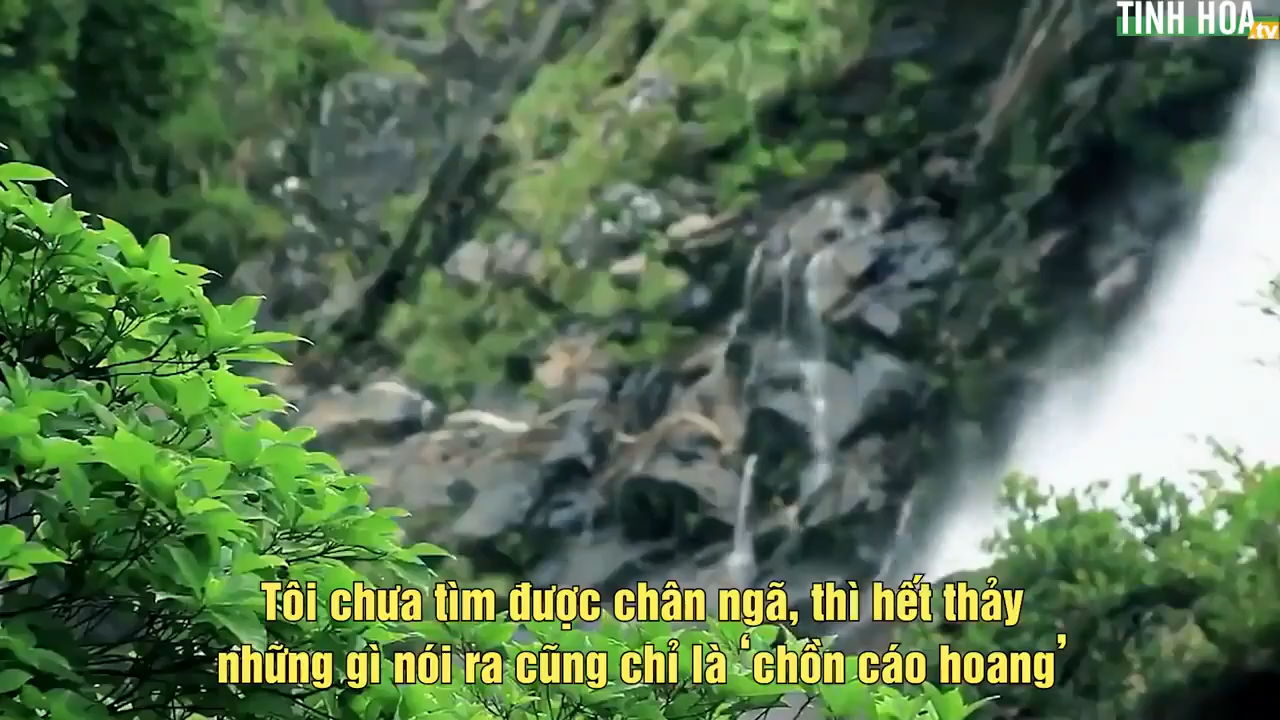 TINH HOA
.tv
Tôi chưa tìm được chân ngã, thì hết thảy
những gì nói ra cũng chỉ là ‘chồn cáo hoang’